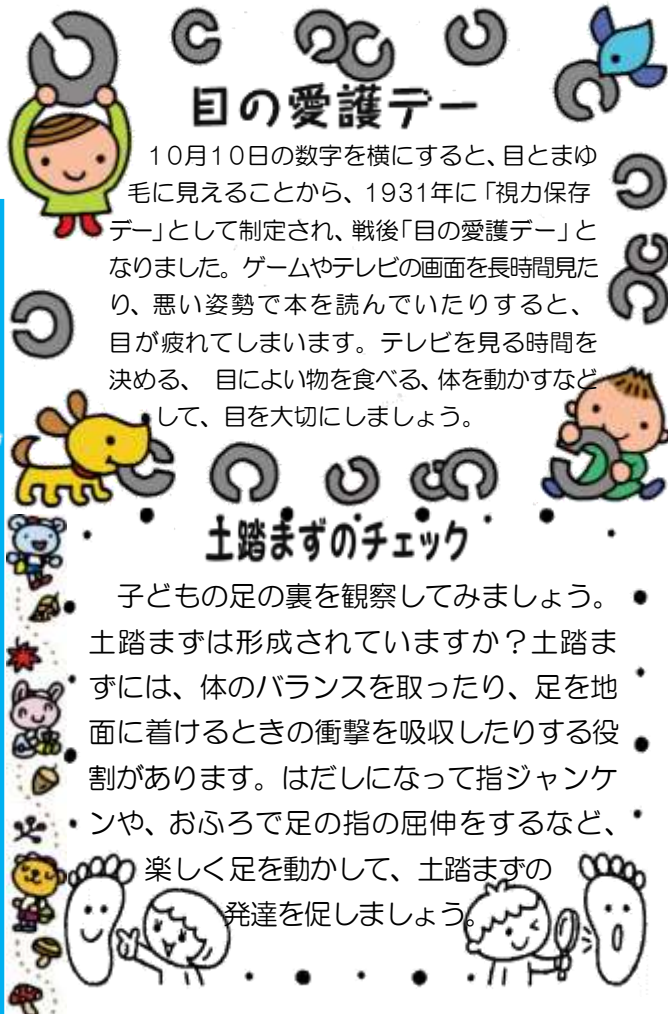 目の愛護デー
10月10日の数字を横にすると、目とまゆ
毛に見えることから、1931年に「視力保存
デー」として制定され、戦後「目の愛護デー」と
なりました。ゲームやテレビの画面を長時間見た
り、悪い姿勢で本を読んでいたりすると、
目が疲れてしまいます。テレビを見る時間を
決める、 目によい物を食べる、体を動かすなど
して、目を大切にしましょう。
土踏まずのチェック
子どもの足の裏を観察してみましょう。
土踏まずは形成されていますか？土踏ま
ずには、体のバランスを取ったり、足を地
面に着けるときの衝撃を吸収したりする役
割があります。はだしになって指ジャンケ
ンや、おふろで足の指の屈伸をするなど、
楽しく足を動かして、土踏まずの
発達を促しましょう。